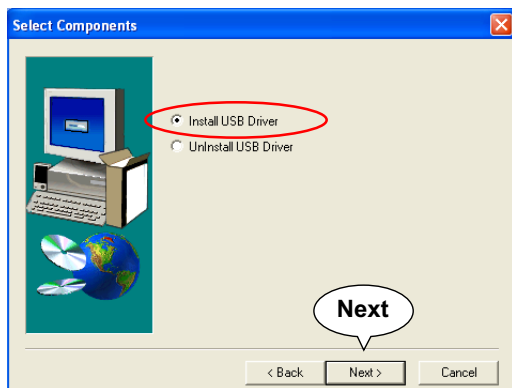 Select Components
Install USB Driver
UnInstall USB Driver
Next
< Back
Next >
Cancel